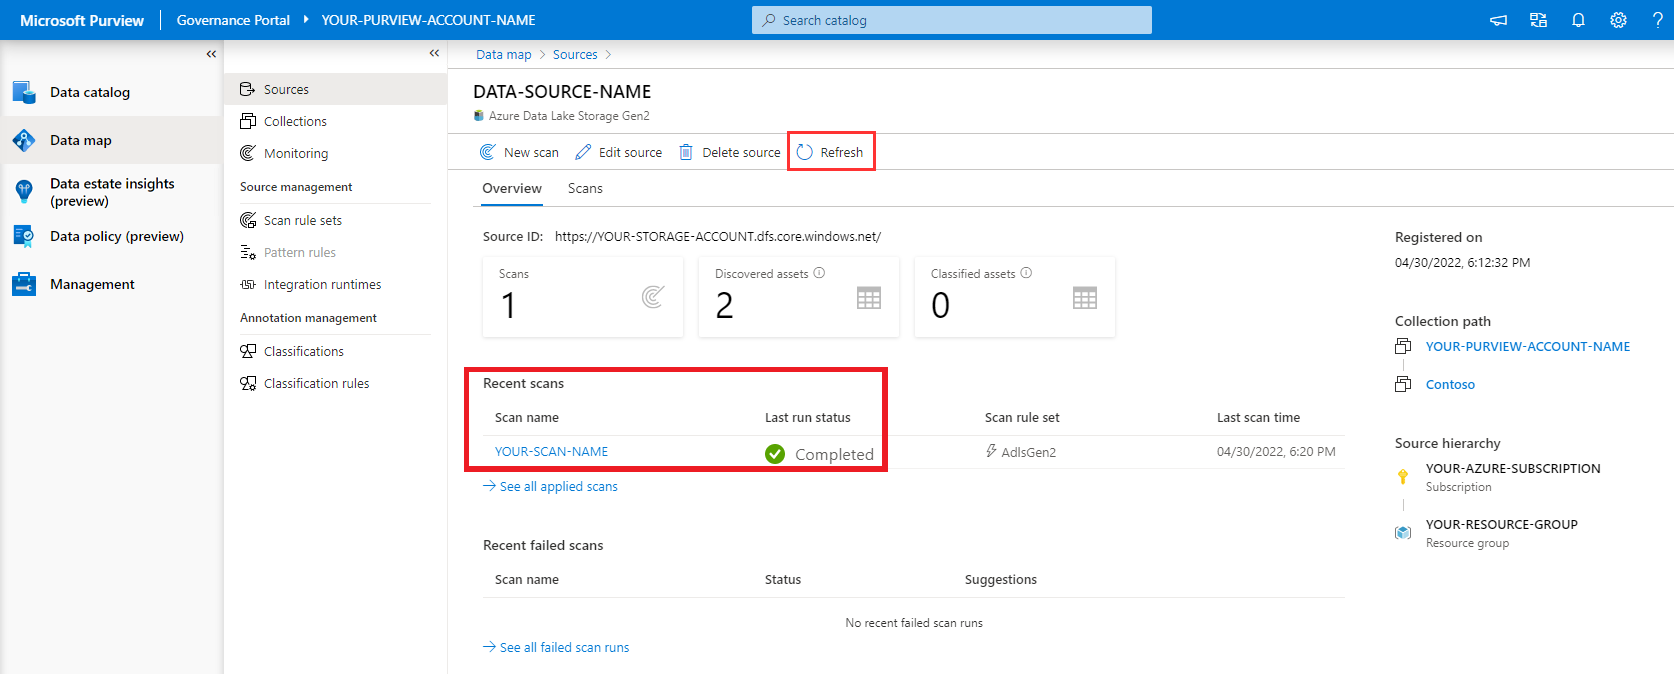 Microsoft Purview
Governance Portal
YOUR-PURVIEW-ACCOUNT-NAME
Search catalog
Data catalog
Data map
Data estate insights
(preview)
Data policy (preview)
Management
Sources
Collections
Monitoring
Source management
Scan rule sets
Pattern rules
Integration runtimes
Annotation management
Classifications
Classification rules
Data map
Sources
DATA-SOURCE-NAME
Azure Data Lake Storage Gen2
New scan
Edit source
Delete source
Refresh
Overview
Scans
Source ID: https://YOUR-STORAGE-ACCOUNT.dfs.core.windows.net/
Scans
1
Discovered assets
2
Classified assets
0
Recent scans
Scan name
Last run status
Scan rule set
Last scan time
YOUR-SCAN-NAME
Completed
AdlsGen2
04/30/2022, 6:20 PM
See all applied scans
Recent failed scans
Scan name
Status
Suggestions
No recent failed scan runs
See all failed scan runs
Registered on
04/30/2022, 6:12:32 PM
Collection path
YOUR-PURVIEW-ACCOUNT-NAME
Contoso
Source hierarchy
YOUR-AZURE-SUBSCRIPTION
Subscription
YOUR-RESOURCE-GROUP
Resource group